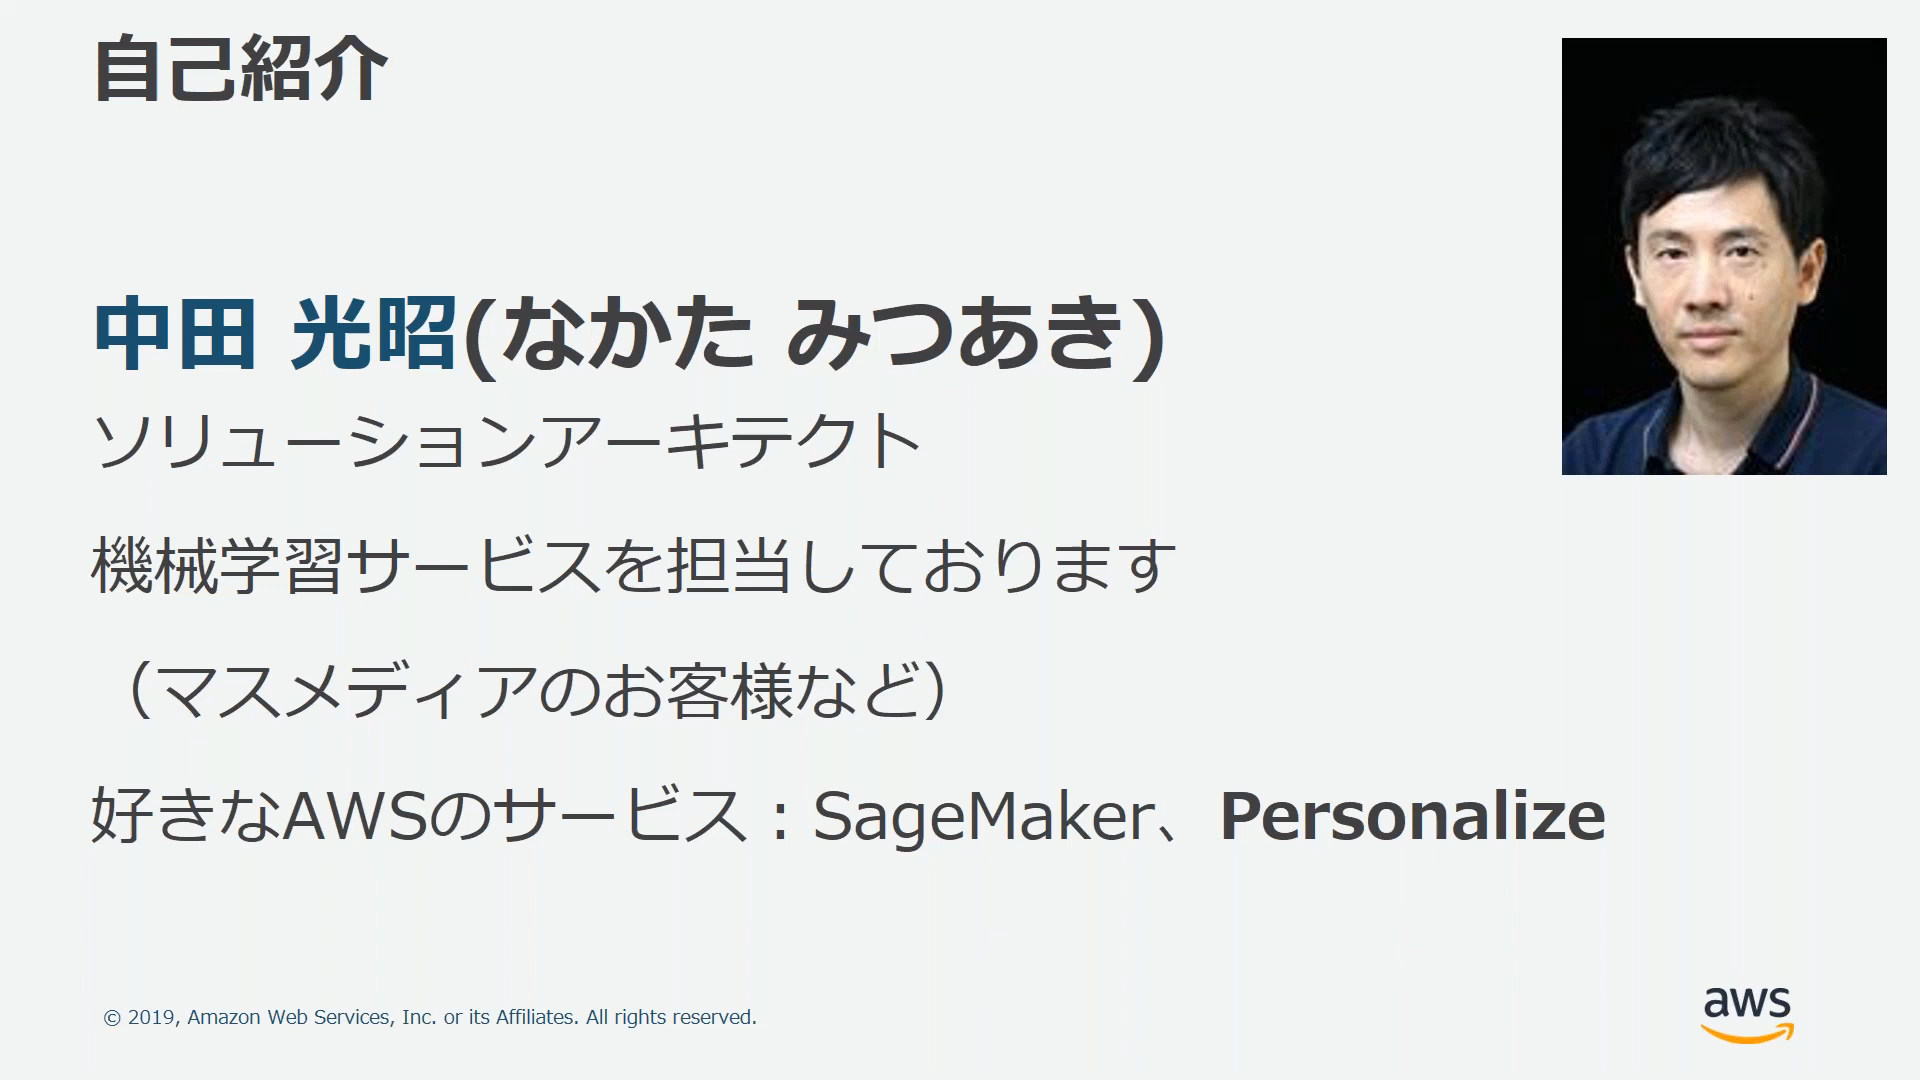 自己紹介
中田 光昭(なかた みつあき)
ソリューションアーキテクト
機械学習サービスを担当しております
（マスメディアのお客様など）
好きなAWSのサービス：SageMaker、Personalize
© 2019, Amazon Web Services, Inc. or its Affiliates. All rights reserved.
aws